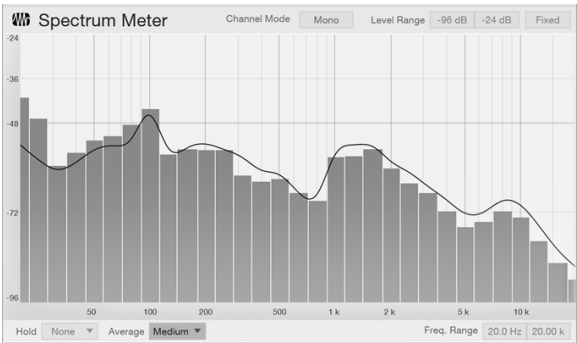 Spectrum Meter Channel Mode Mono Level Range -96 dB -24 dB Fixed
-24
-36
-48
-72
-96
50 100 200 500 1 k 2 k 5 k 10 k
Hold None Average Medium Freq. Range 20.0 Hz 20.00 k